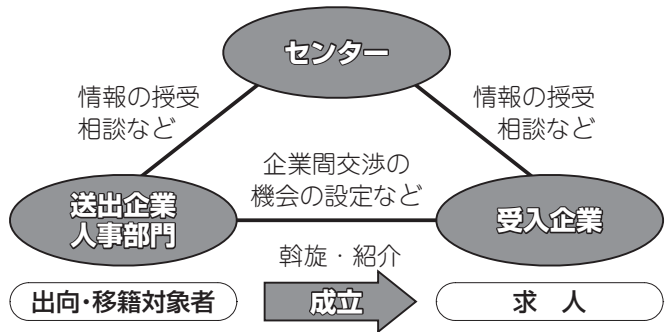 センター
情報の授受
相談など
情報の授受
相談など
企業間交渉の
機会の設定など
送出企業
人事部門
受入企業
斡旋・紹介
出向・移籍対象者
成立
求　人